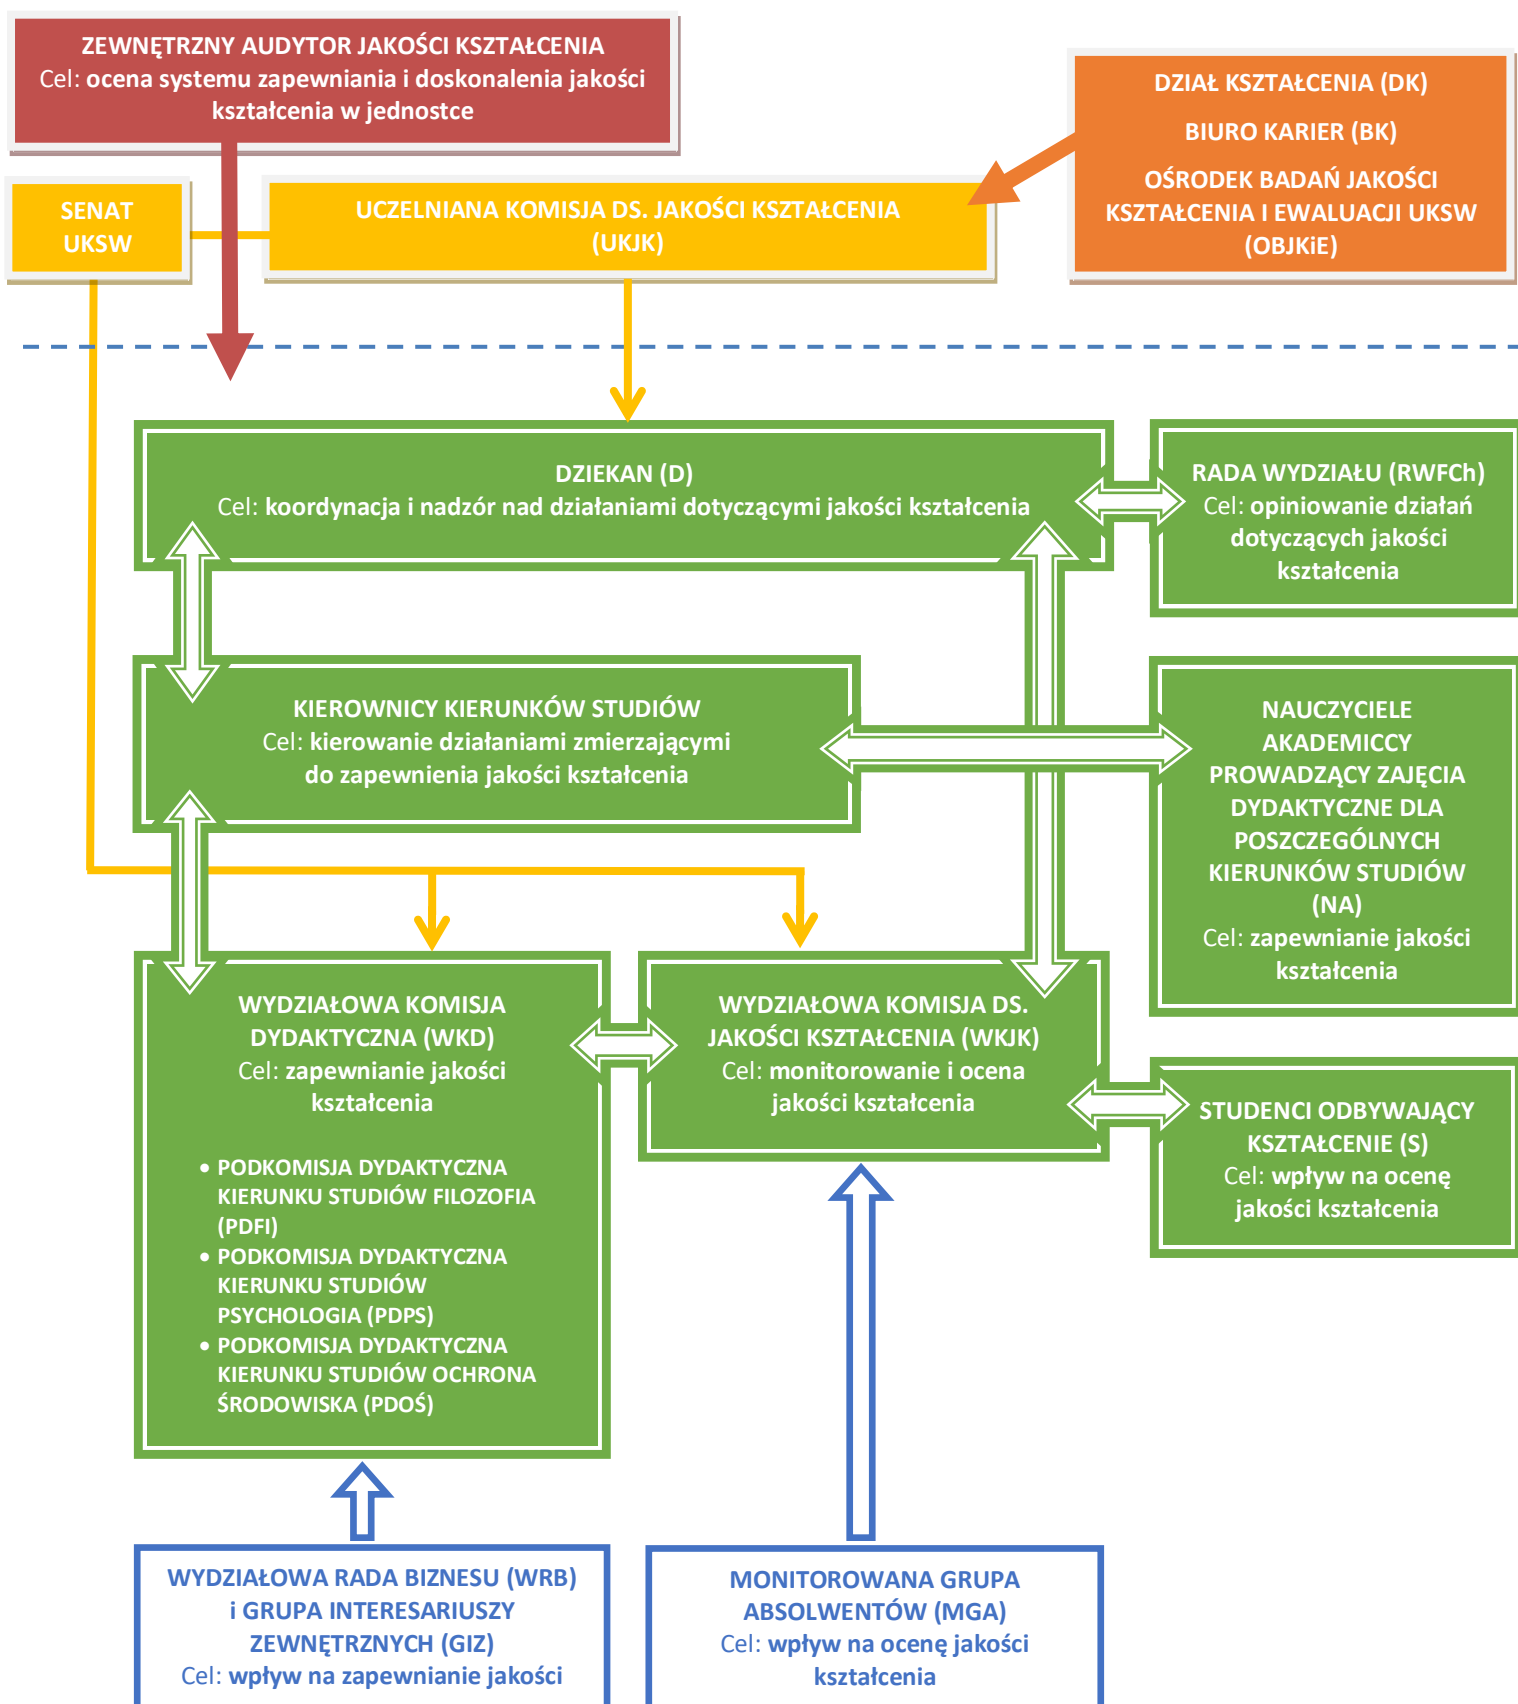 ZEWNĘTRZNY AUDYTOR JAKOŚCI KSZTAŁCENIA
Cel: ocena systemu zapewniania i doskonalenia jakości
kształcenia w jednostce
DZIAŁ KSZTAŁCENIA (DK)
BIURO KARIER (BK)
OŚRODEK BADAŃ JAKOŚCI
KSZTAŁCENIA I EWALUACJI UKSW
(OBJKiE)
SENAT
UKSW
UCZELNIANA KOMISJA DS. JAKOŚCI KSZTAŁCENIA
(UKJK)
DZIEKAN (D)
Cel: koordynacja i nadzór nad działaniami dotyczącymi jakości kształcenia
RADA WYDZIAŁU (RWFCh)
Cel: opiniowanie działań
dotyczących jakości
kształcenia
KIEROWNICY KIERUNKÓW STUDIÓW
Cel: kierowanie działaniami zmierzającymi
do zapewnienia jakości kształcenia
NAUCZYCIELE
AKADEMICCY
PROWADZĄCY ZAJĘCIA
DYDAKTYCZNE DLA
POSZCZEGÓLNYCH
KIERUNKÓW STUDIÓW
(NA)
Cel: zapewnianie jakości
kształcenia
WYDZIAŁOWA KOMISJA
DYDAKTYCZNA (WKD)
Cel: zapewnianie jakości
kształcenia
• PODKOMISJA DYDAKTYCZNA
KIERUNKU STUDIÓW FILOZOFIA
(PDFI)
• PODKOMISJA DYDAKTYCZNA
KIERUNKU STUDIÓW
PSYCHOLOGIA (PDPS)
• PODKOMISJA DYDAKTYCZNA
KIERUNKU STUDIÓW OCHRONA
ŚRODOWISKA (PDOŚ)
WYDZIAŁOWA KOMISJA DS.
JAKOŚCI KSZTAŁCENIA (WKJK)
Cel: monitorowanie i ocena
jakości kształcenia
STUDENCI ODBYWAJĄCY
KSZTAŁCENIE (S)
Cel: wpływ na ocenę
jakości kształcenia
WYDZIAŁOWA RADA BIZNESU (WRB)
i GRUPA INTERESARIUSZY
ZEWNĘTRZNYCH (GIZ)
Cel: wpływ na zapewnianie jakości
MONITOROWANA GRUPA
ABSOLWENTÓW (MGA)
Cel: wpływ na ocenę jakości
kształcenia